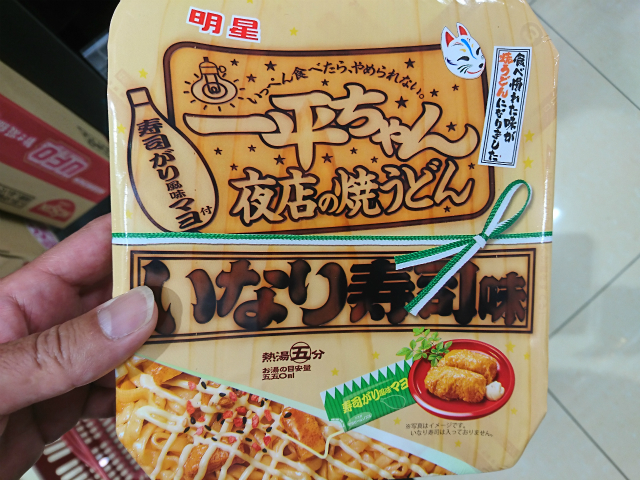 明星
いっぺん食べたら、やめられない。
一平ちゃん
夜店の焼うどん
寿司がり風味マヨ付
食べ慣れた味が
焼うどんになりました
いなり寿司味
熱湯五分
お湯の目安量
五五〇ml
寿司がり風味マヨ
※写真はイメージです。
いなり寿司は入っておりません。
UFO